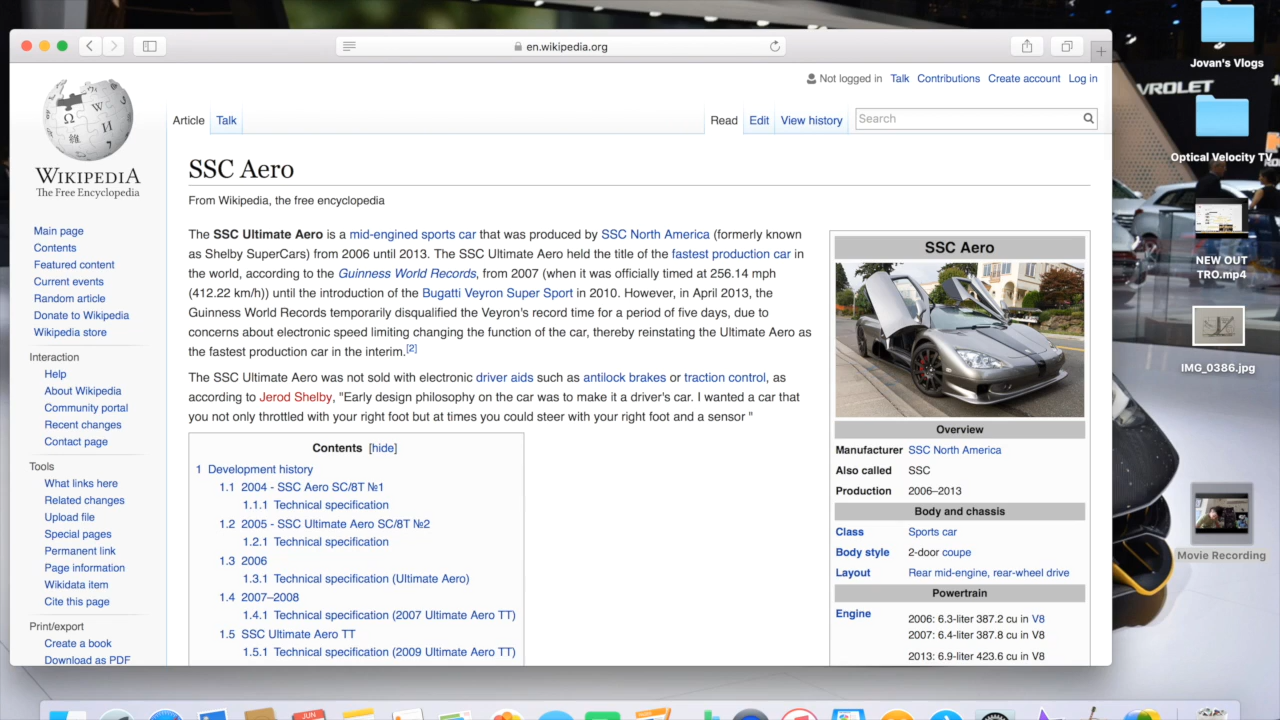 en.wikipedia.org
Not logged in Talk Contributions Create account Log in
Article Talk
Read Edit View history Search
WIKIPEDIA
The Free Encyclopedia
Main page
Contents
Featured content
Current events
Random article
Donate to Wikipedia
Wikipedia store
Interaction
Help
About Wikipedia
Community portal
Recent changes
Contact page
Tools
What links here
Related changes
Upload file
Special pages
Permanent link
Page information
Wikidata item
Cite this page
Print/export
Create a book
Download as PDF
SSC Aero
From Wikipedia, the free encyclopedia
The SSC Ultimate Aero is a mid-engined sports car that was produced by SSC North America (formerly known
as Shelby SuperCars) from 2006 until 2013. The SSC Ultimate Aero held the title of the fastest production car in
the world, according to the Guinness World Records, from 2007 (when it was officially timed at 256.14 mph
(412.22 km/h)) until the introduction of the Bugatti Veyron Super Sport in 2010. However, in April 2013, the
Guinness World Records temporarily disqualified the Veyron's record time for a period of five days, due to
concerns about electronic speed limiting changing the function of the car, thereby reinstating the Ultimate Aero as
the fastest production car in the interim.[2]
The SSC Ultimate Aero was not sold with electronic driver aids such as antilock brakes or traction control, as
according to Jerod Shelby, "Early design philosophy on the car was to make it a driver's car. I wanted a car that
you not only throttled with your right foot but at times you could steer with your right foot and a sensor "
Contents [hide]
1 Development history
1.1 2004 - SSC Aero SC/8T №1
1.1.1 Technical specification
1.2 2005 - SSC Ultimate Aero SC/8T №2
1.2.1 Technical specification
1.3 2006
1.3.1 Technical specification (Ultimate Aero)
1.4 2007–2008
1.4.1 Technical specification (2007 Ultimate Aero TT)
1.5 SSC Ultimate Aero TT
1.5.1 Technical specification (2009 Ultimate Aero TT)
SSC Aero
Overview
Manufacturer SSC North America
Also called SSC
Production 2006–2013
Body and chassis
Class Sports car
Body style 2-door coupe
Layout Rear mid-engine, rear-wheel drive
Powertrain
Engine 2006: 6.3-liter 387.2 cu in V8
2007: 6.4-liter 387.8 cu in V8
2013: 6.9-liter 423.6 cu in V8
Jovan's Vlogs
VROLET
Optical Velocity TV
NEW OUT
TRO.mp4
IMG_0386.jpg
Movie Recording
JUN